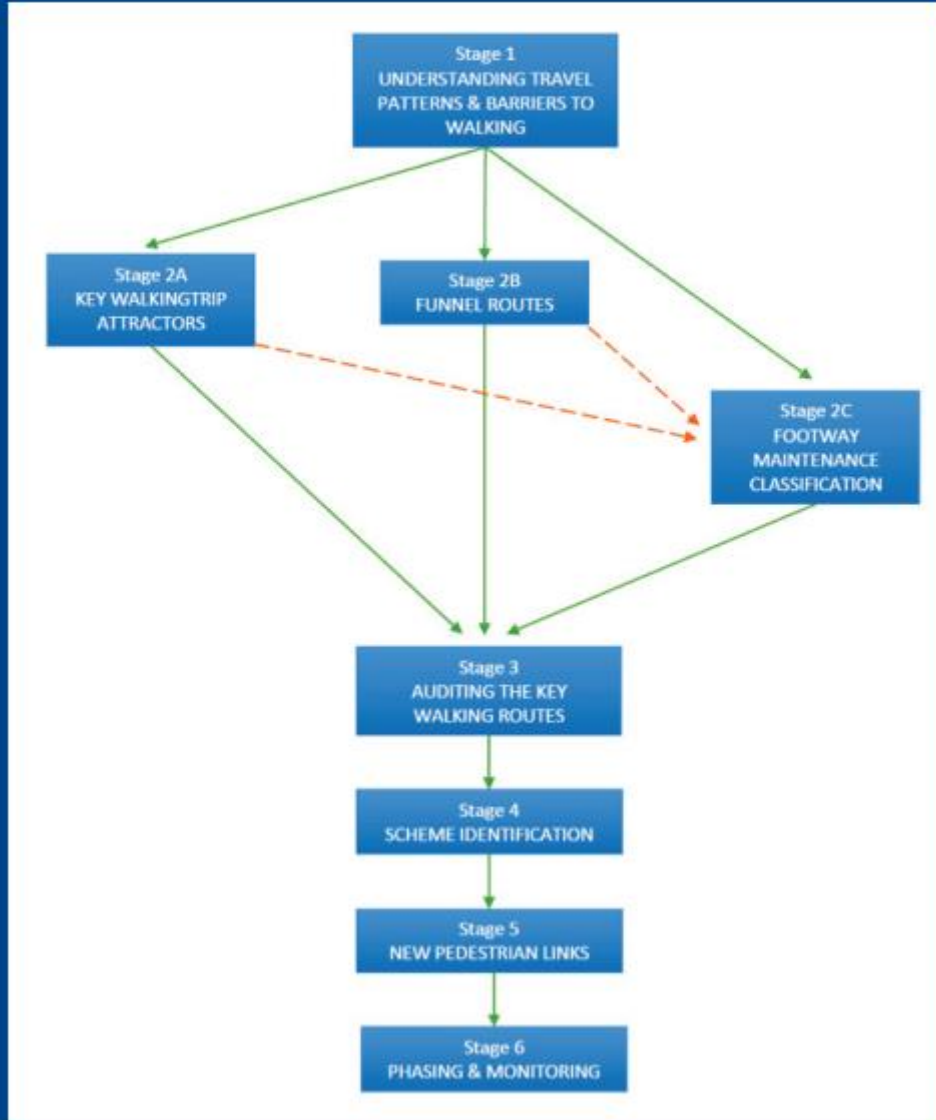 Stage 1
UNDERSTANDING TRAVEL
PATTERNS & BARRIERS TO
WALKING
Stage 2A
KEY WALKINGTRIP
ATTRACTORS
Stage 2B
FUNNEL ROUTES
Stage 2C
FOOTWAY
MAINTENANCE
CLASSIFICATION
Stage 3
AUDITING THE KEY
WALKING ROUTES
Stage 4
SCHEME IDENTIFICATION
Stage 5
NEW PEDESTRIAN LINKS
Stage 6
PHASING & MONITORING